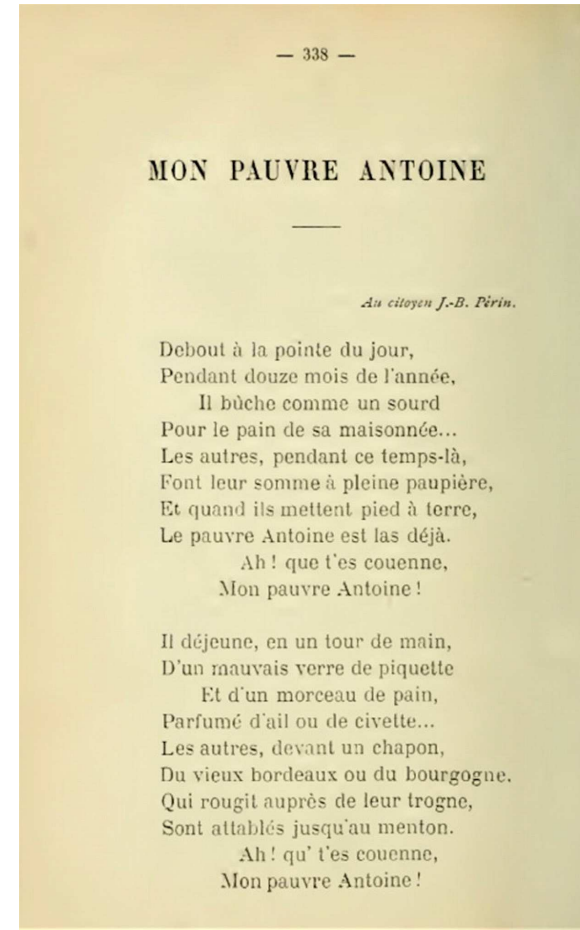 — 338 —
MON PAUVRE ANTOINE
Au citoyen J.-B. Périn.
Debout à la pointe du jour,
Pendant douze mois de l'année,
Il bûche comme un sourd
Pour le pain de sa maisonnée...
Les autres, pendant ce temps-là,
Font leur somme à pleine paupière,
Et quand ils mettent pied à terre,
Le pauvre Antoine est las déjà.
Ah ! que t'es couenne,
Mon pauvre Antoine !
Il déjeune, en un tour de main,
D'un mauvais verre de piquette
Et d'un morceau de pain,
Parfumé d'ail ou de civette...
Les autres, devant un chapon,
Du vieux bordeaux ou du bourgogne.
Qui rougit auprès de leur trogne,
Sont attablés jusqu'au menton.
Ah ! qu' t'es couenne,
Mon pauvre Antoine !